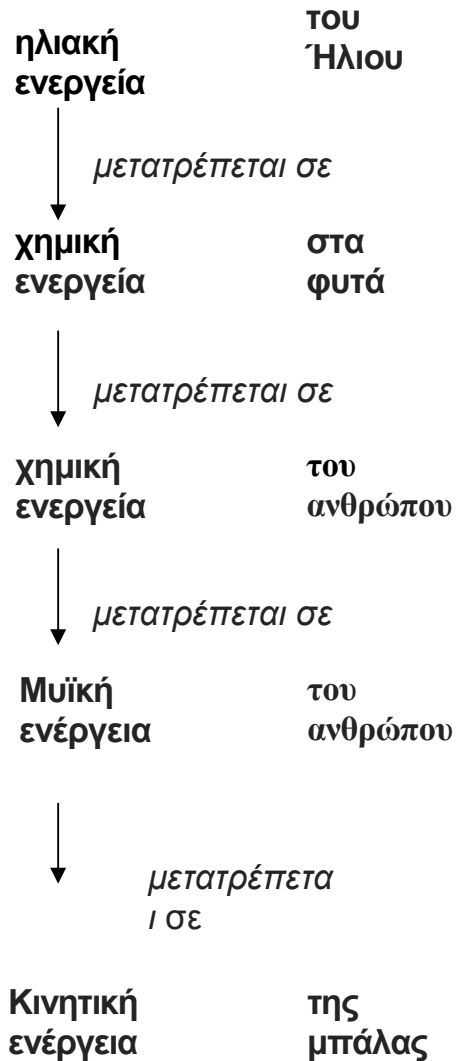 ηλιακή
ενεργεία
του
Ήλιου
μετατρέπεται σε
χημική
ενεργεία
στα
φυτά
μετατρέπεται σε
χημική
ενεργεία
του
ανθρώπου
μετατρέπεται σε
Μυϊκή
ενέργεια
του
ανθρώπου
μετατρέπετα
ι σε
Κινητική
ενέργεια
της
μπάλας